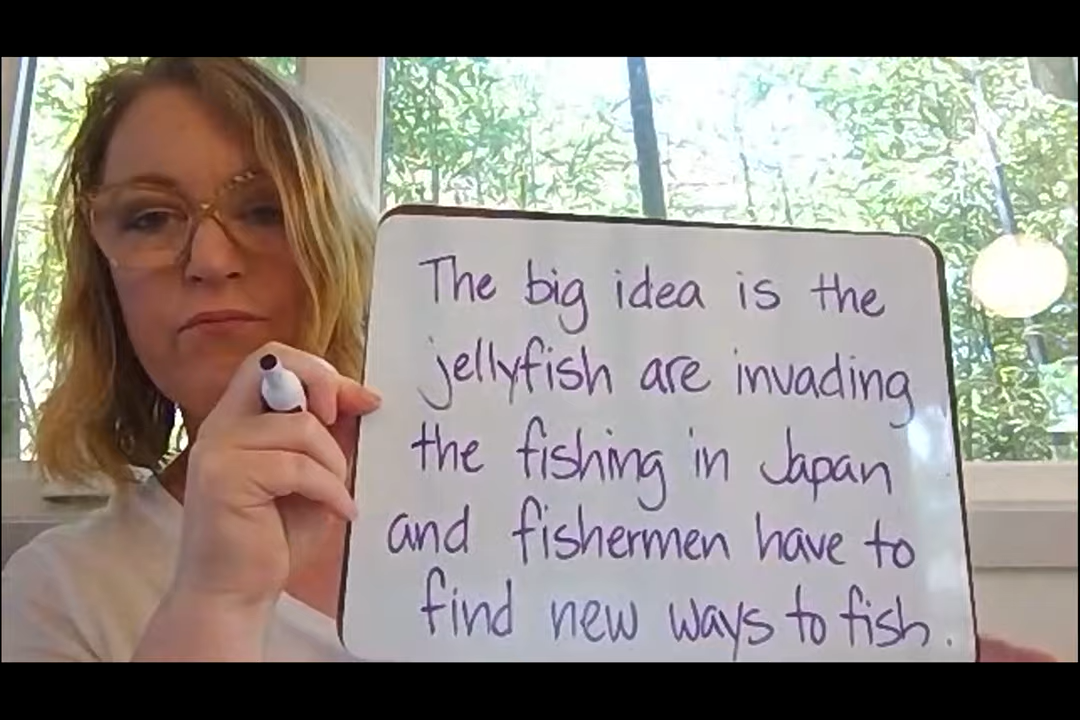 The big idea is the
jellyfish are invading
the fishing in Japan
and fishermen have to
find new ways to fish.